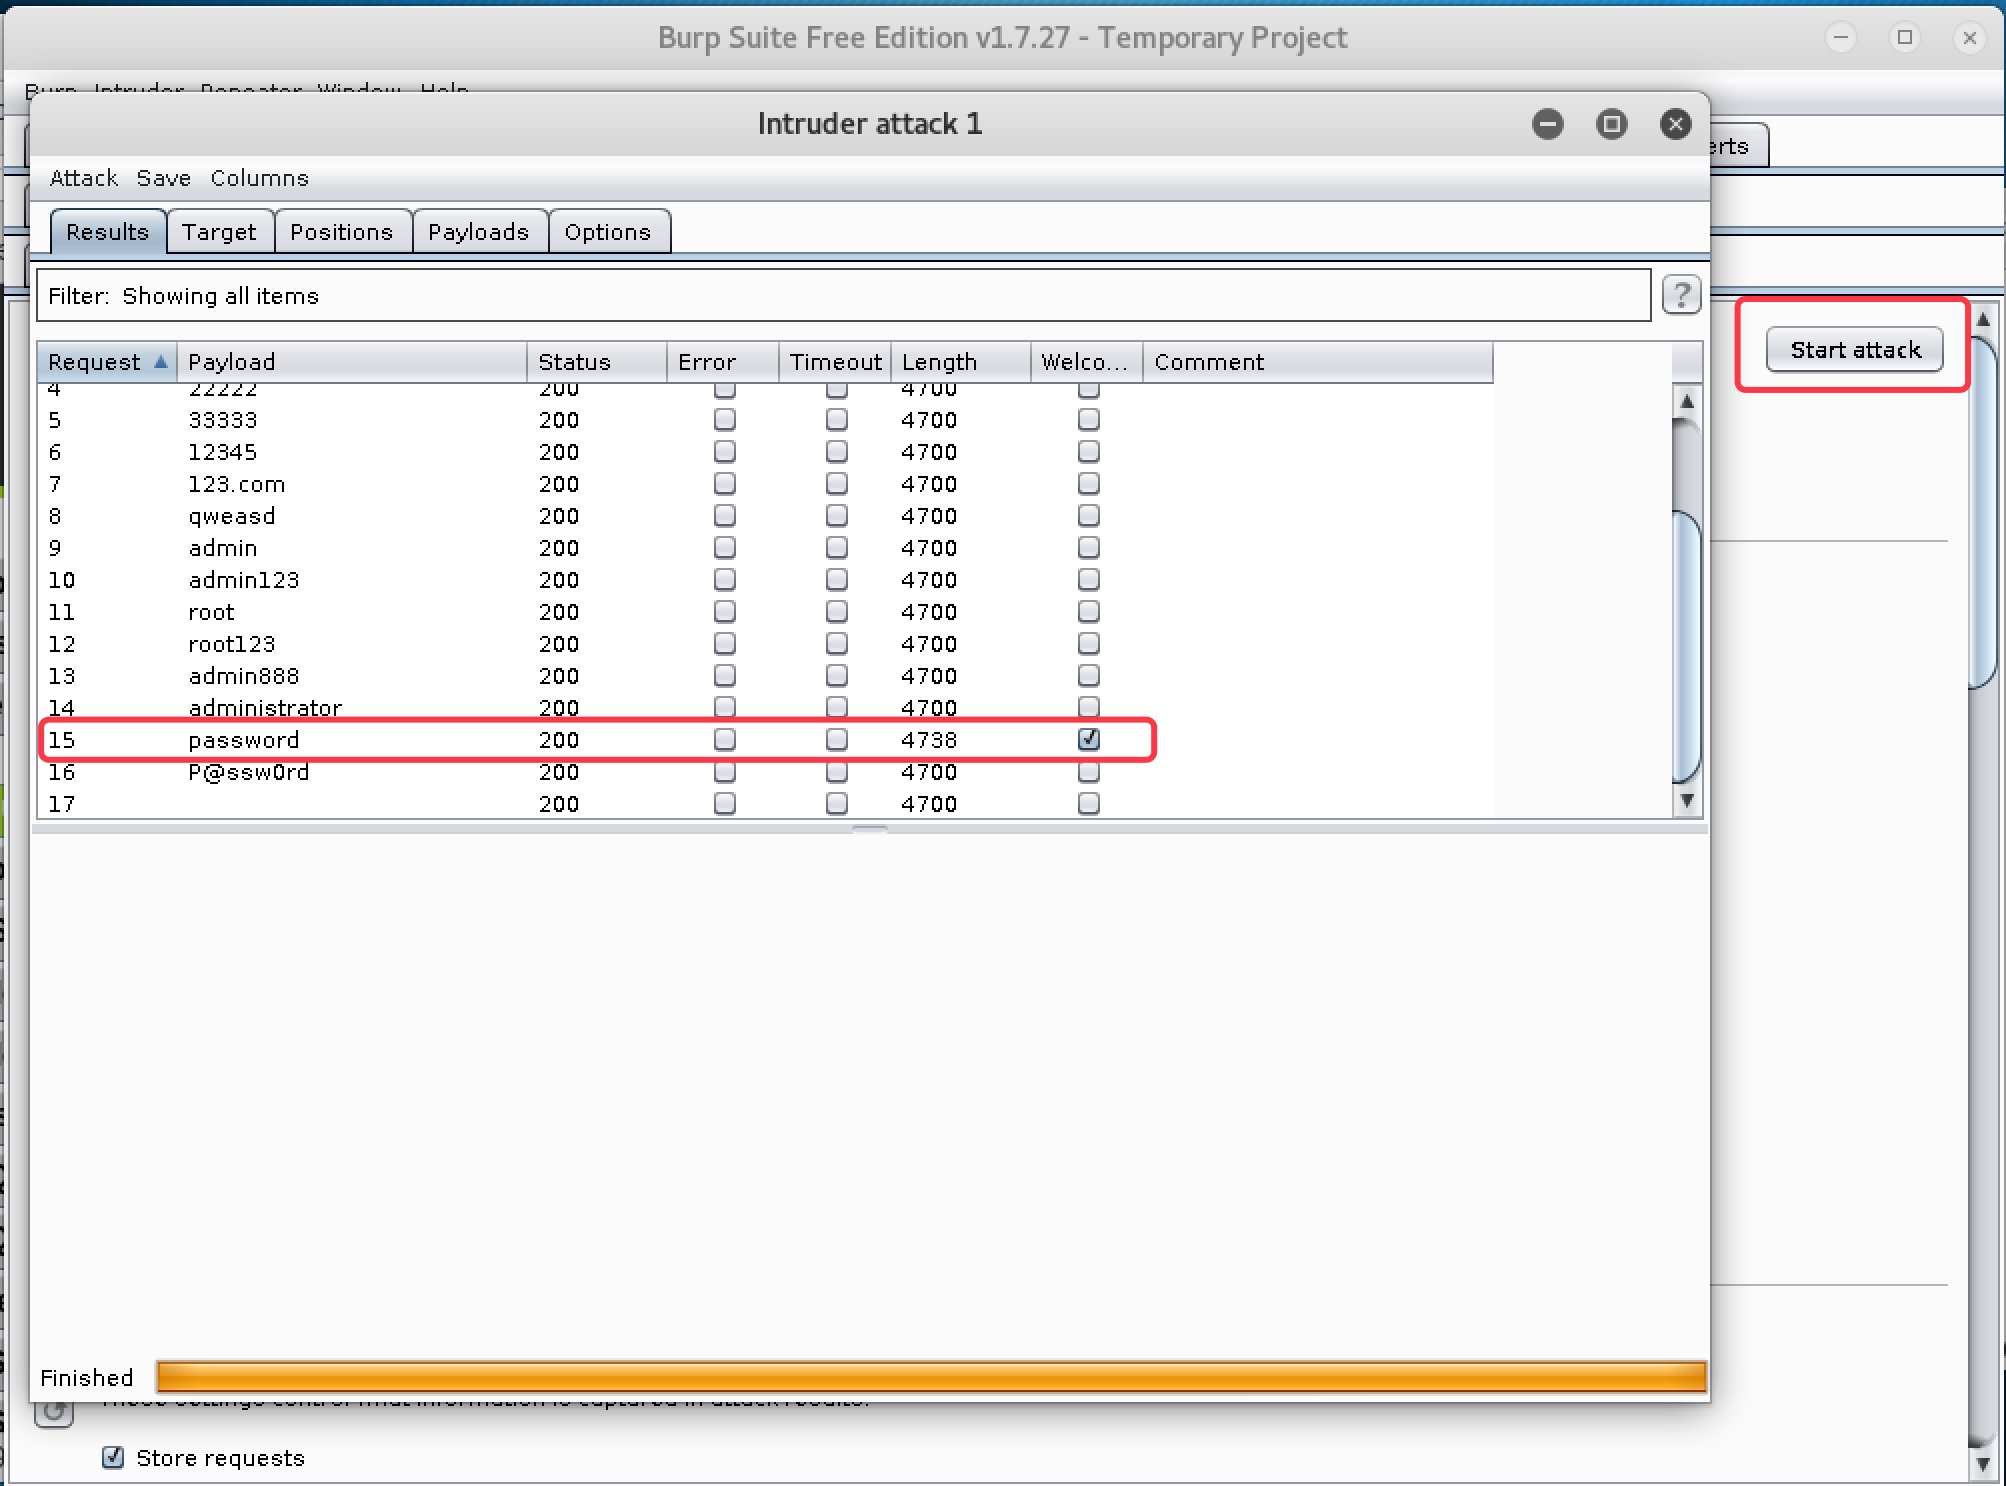 Burp Suite Free Edition v1.7.27 - Temporary Project
Burp Intruder Repeater Window Help
Intruder attack 1
erts
Attack Save Columns
Results Target Positions Payloads Options
Filter: Showing all items
?
Start attack
Request Payload Status Error Timeout Length Welco... Comment
4 22222 200 4700
5 33333 200 4700
6 12345 200 4700
7 123.com 200 4700
8 qweasd 200 4700
9 admin 200 4700
10 admin123 200 4700
11 root 200 4700
12 root123 200 4700
13 admin888 200 4700
14 administrator 200 4700
15 password 200 4738
16 P@ssw0rd 200 4700
17 200 4700
Finished
These settings control what information is captured in attack results.
Store requests